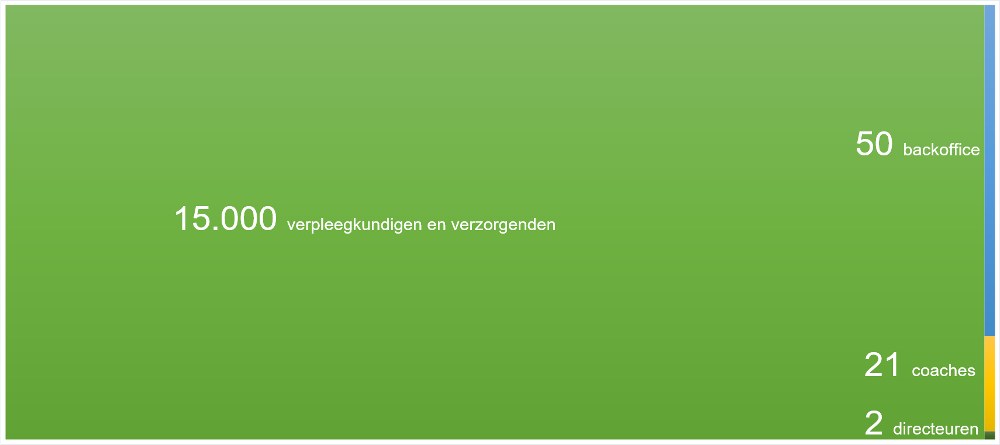 50 backoffice
15.000 verpleegkundigen en verzorgenden
21 coaches
2 directeuren